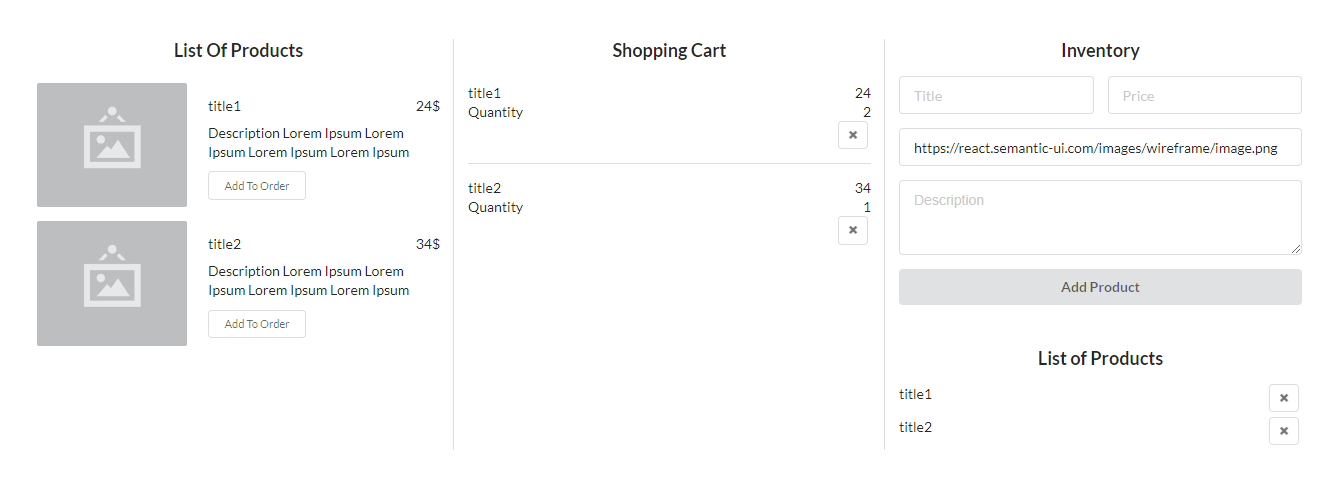 List Of Products
title1 24$
Description Lorem Ipsum Lorem
Ipsum Lorem Ipsum Lorem Ipsum
Add To Order
title2 34$
Description Lorem Ipsum Lorem
Ipsum Lorem Ipsum Lorem Ipsum
Add To Order
Shopping Cart
title1 24
Quantity 2
title2 34
Quantity 1
Inventory
Title Price
https://react.semantic-ui.com/images/wireframe/image.png
Description
Add Product
List of Products
title1
title2